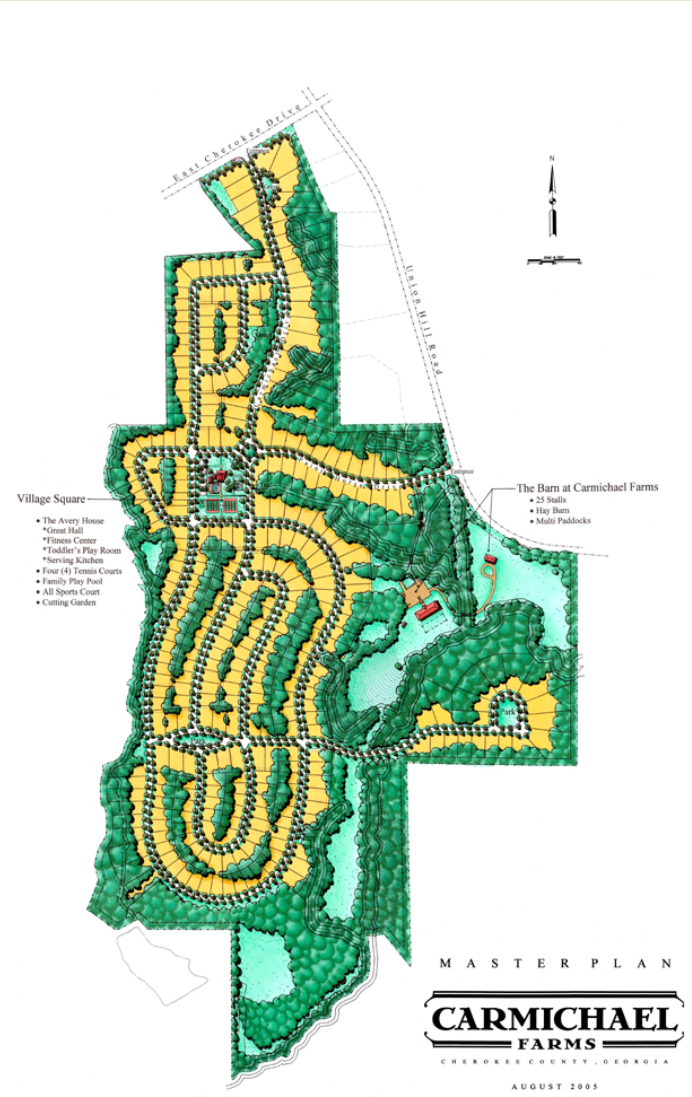 East Cherokee Drive
Entrance
N
Union Hill Road
Entrance
Village Square
♦ The Avery House
*Great Hall
*Fitness Center
*Toddler's Play Room
*Serving Kitchen
♦ Four (4) Tennis Courts
♦ Family Play Pool
♦ All Sports Court
♦ Cutting Garden
The Barn at Carmichael Farms
♦ 25 Stalls
♦ Hay Barn
♦ Multi Paddocks
Park
MASTER PLAN
CARMICHAEL
FARMS
CHEROKEE COUNTY, GEORGIA
AUGUST 2005